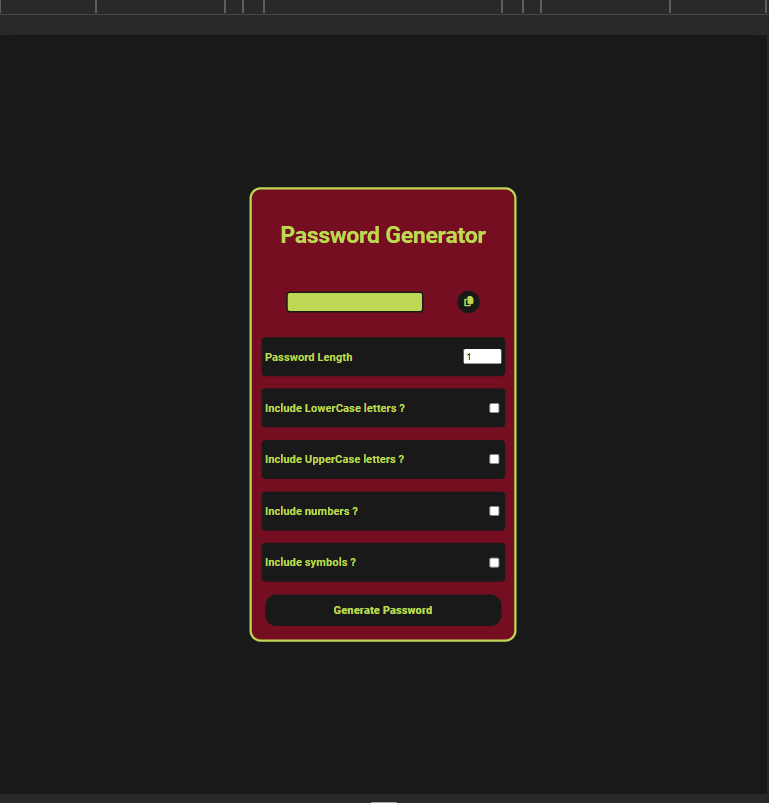 Password Generator
Password Length
1
Include LowerCase letters ?
Include UpperCase letters ?
Include numbers ?
Include symbols ?
Generate Password